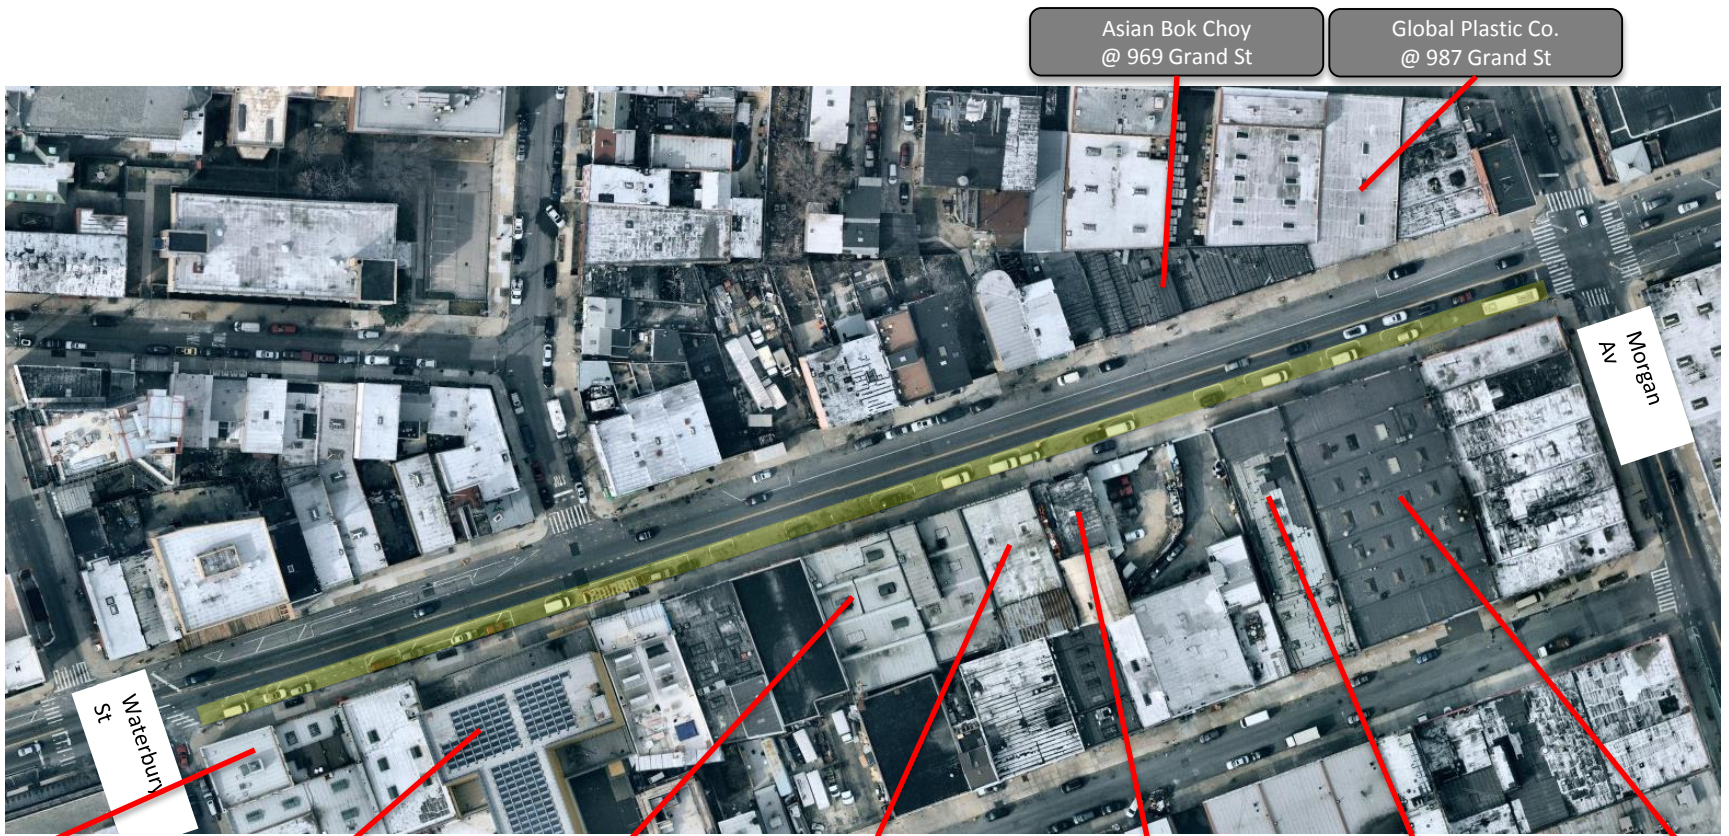 Asian Bok Choy
@ 969 Grand St
Global Plastic Co.
@ 987 Grand St
Morgan
Av
Waterbury
St